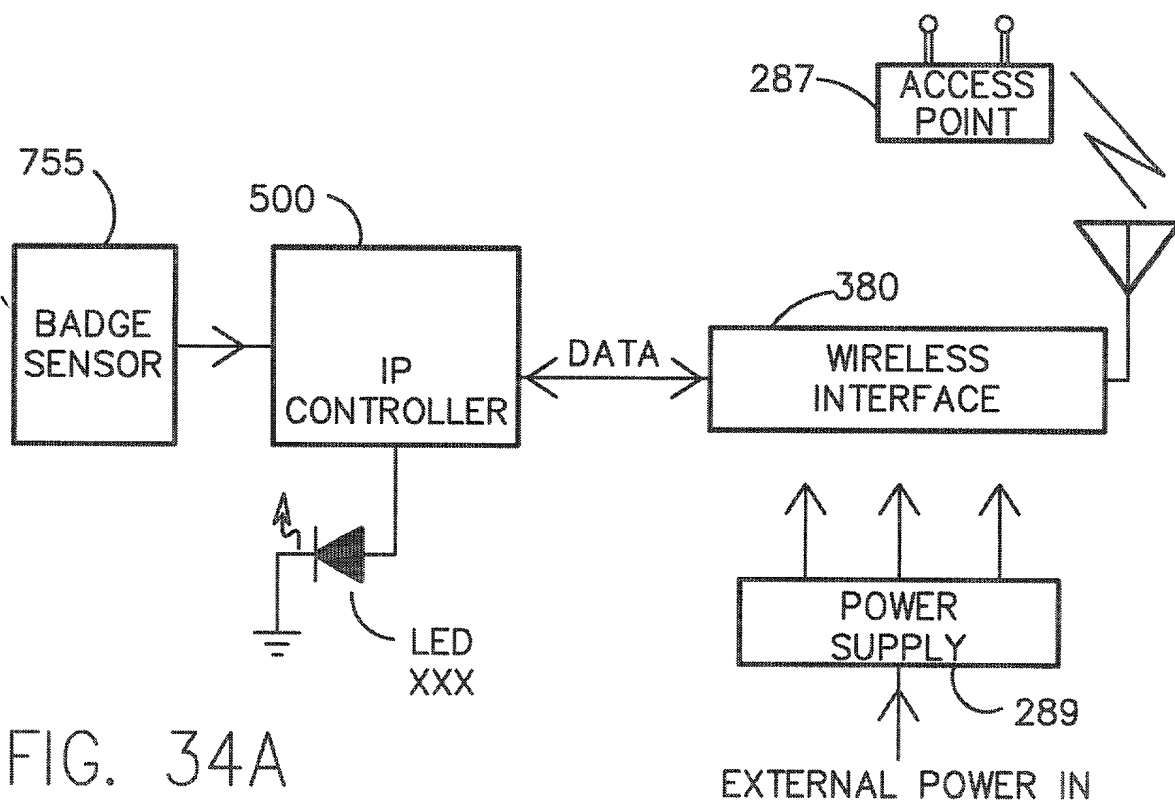 287
ACCESS
POINT
755
500
380
BADGE
SENSOR
IP
CONTROLLER
DATA
WIRELESS
INTERFACE
POWER
SUPPLY
LED
XXX
289
FIG. 34A
EXTERNAL POWER IN